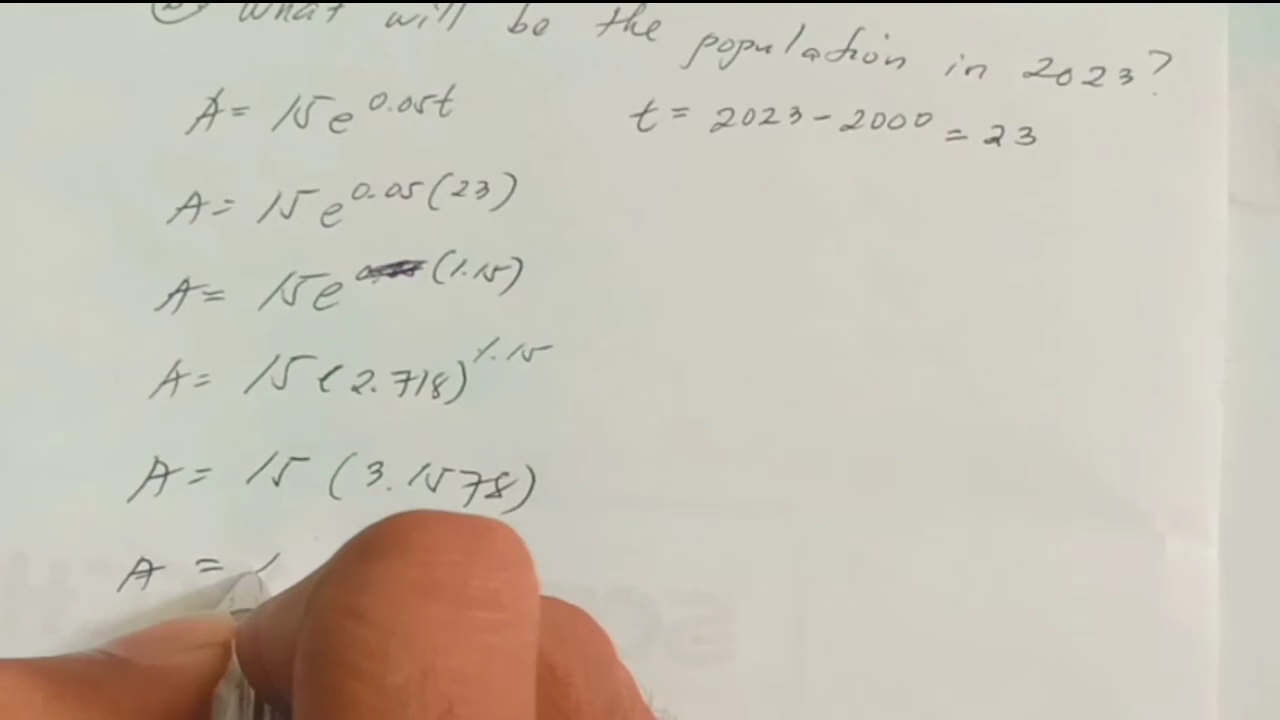 What will be the population in 2023?
A = 15e^0.05t
t = 2023 - 2000 = 23
A = 15e^0.05(23)
A = 15e^(1.15)
A = 15(2.718)^1.15
A = 15(3.1578)
A =